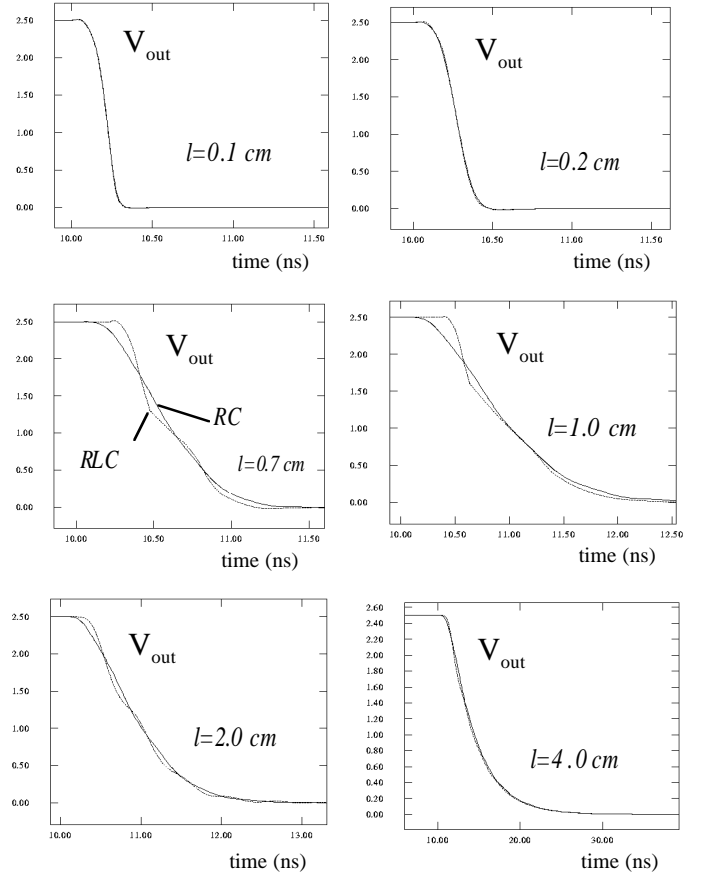 2.50
2.00
1.50
1.00
0.50
0.00
V out
l=0.1 cm
10.00 10.50 11.00 11.50
time (ns)
2.50
2.00
1.50
1.00
0.50
0.00
V out
l=0.2 cm
10.00 10.50 11.00 11.50
time (ns)
2.50
2.00
1.50
1.00
0.50
0.00
V out
RC
RLC
l=0.7 cm
10.00 10.50 11.00 11.50
time (ns)
2.50
2.00
1.50
1.00
0.50
0.00
V out
l=1.0 cm
10.00 10.50 11.00 11.50 12.00 12.50
time (ns)
2.50
2.00
1.50
1.00
0.50
0.00
V out
l=2.0 cm
10.00 11.00 12.00 13.00
time (ns)
2.60
2.40
2.20
2.00
1.80
1.60
1.40
1.20
1.00
0.80
0.60
0.40
0.20
0.00
V out
l=4.0 cm
10.00 20.00 30.00
time (ns)